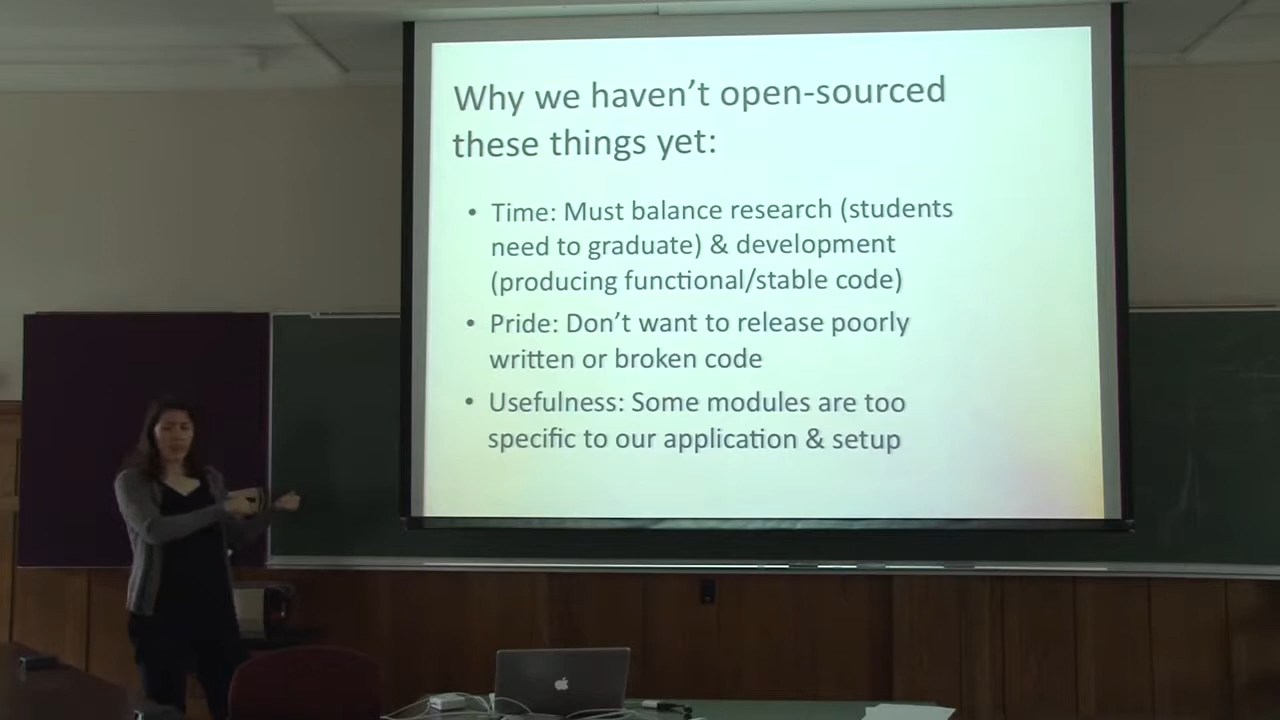 Why we haven't open-sourced
these things yet:
• Time: Must balance research (students
need to graduate) & development
(producing functional/stable code)
• Pride: Don't want to release poorly
written or broken code
• Usefulness: Some modules are too
specific to our application & setup